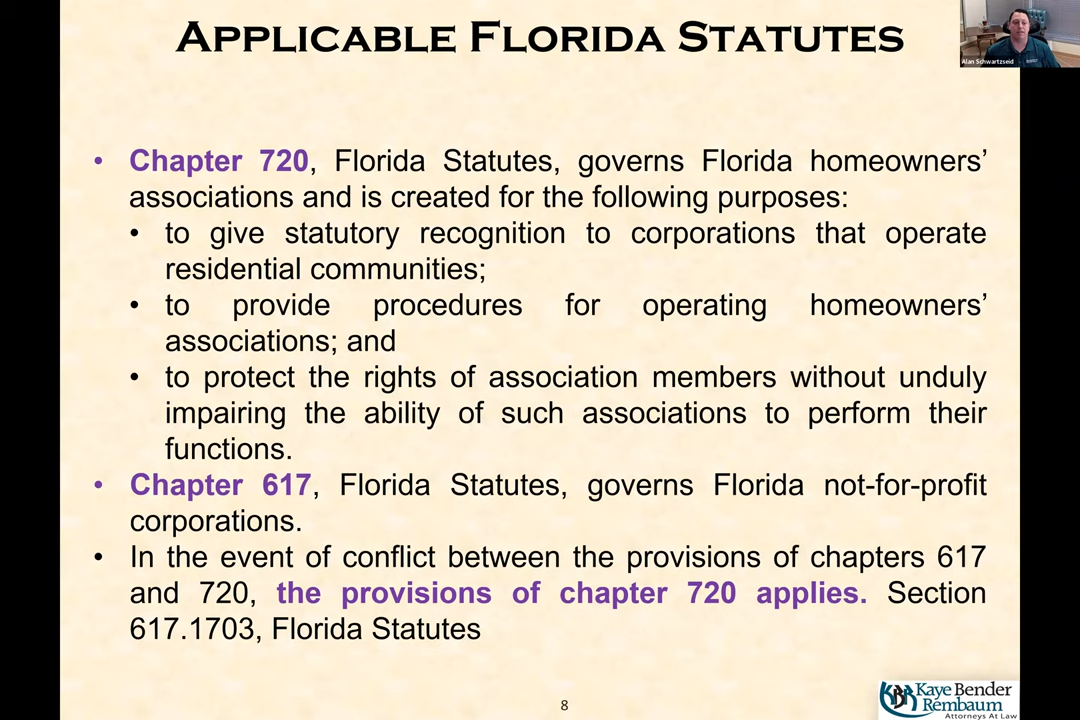 APPLICABLE FLORIDA STATUTES
Alan Schwartzseid
• Chapter 720, Florida Statutes, governs Florida homeowners’
associations and is created for the following purposes:
• to give statutory recognition to corporations that operate
residential communities;
• to provide procedures for operating homeowners’
associations; and
• to protect the rights of association members without unduly
impairing the ability of such associations to perform their
functions.
• Chapter 617, Florida Statutes, governs Florida not-for-profit
corporations.
• In the event of conflict between the provisions of chapters 617
and 720, the provisions of chapter 720 applies. Section
617.1703, Florida Statutes
8
KBR Kaye Bender
Rembaum
Attorneys At Law